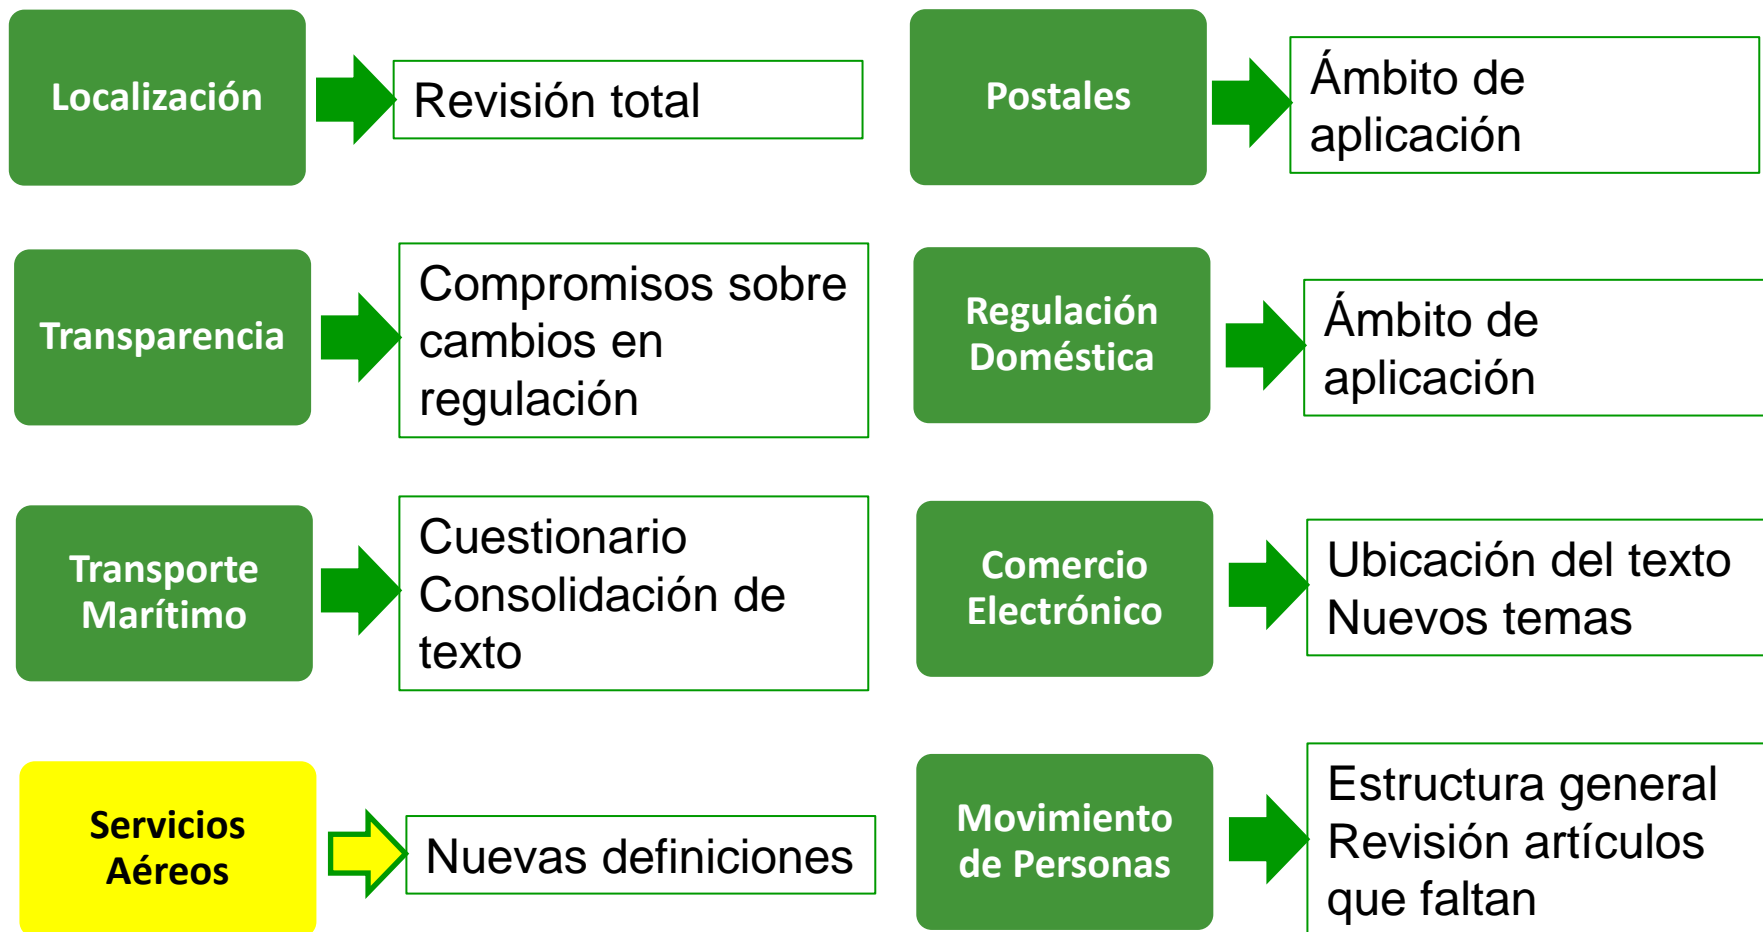 Localización
Revisión total
Postales
Ámbito de
aplicación
Transparencia
Compromisos sobre
cambios en
regulación
Regulación
Doméstica
Ámbito de
aplicación
Transporte
Marítimo
Cuestionario
Consolidación de
texto
Comercio
Electrónico
Ubicación del texto
Nuevos temas
Servicios
Aéreos
Nuevas definiciones
Movimiento
de Personas
Estructura general
Revisión artículos
que faltan